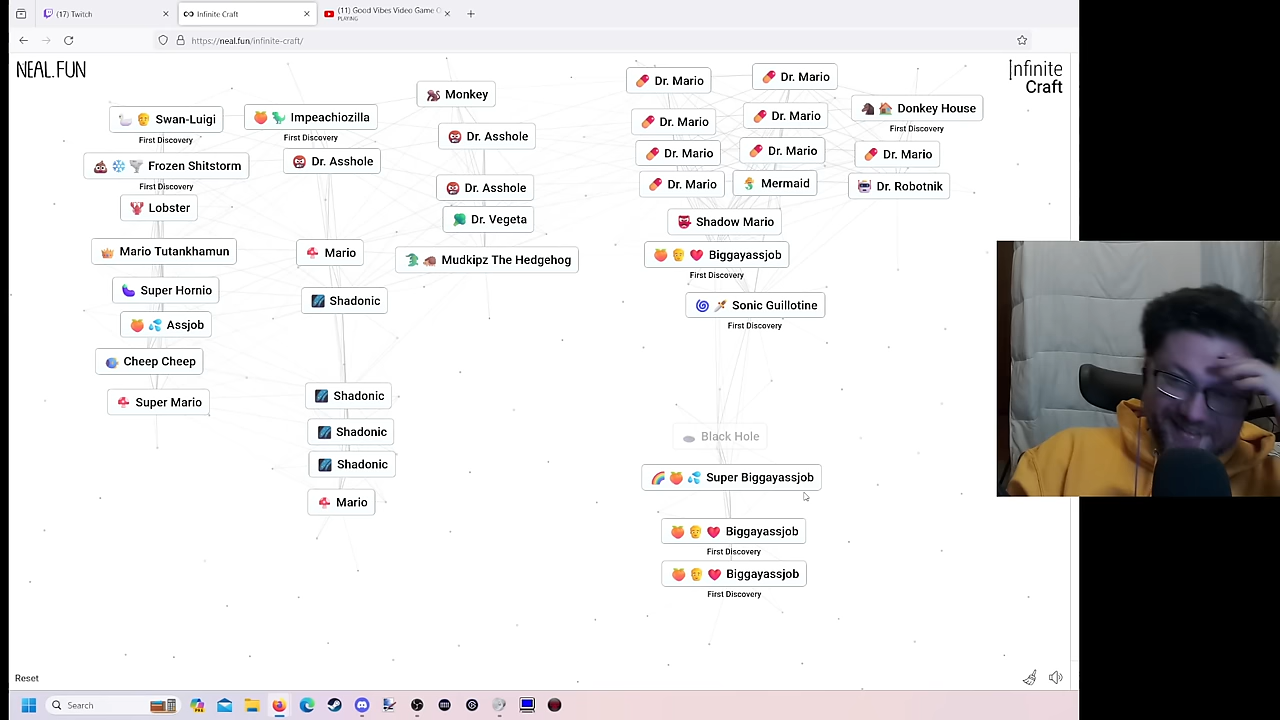 (17) Twitch
Infinite Craft
(11) Good Vibes Video Game
PLAYING
https://neal.fun/infinite-craft/
NEAL.FUN
Infinite
Craft
Swan-Luigi
First Discovery
Frozen Shitstorm
First Discovery
Lobster
Mario Tutankhamun
Super Hornio
Assjob
Cheep Cheep
Super Mario
Impeachiozilla
First Discovery
Dr. Asshole
Mario
Shadonic
Shadonic
Shadonic
Shadonic
Mario
Monkey
Dr. Asshole
Dr. Asshole
Dr. Vegeta
Mudkipz The Hedgehog
Dr. Mario
Dr. Mario
Dr. Mario
Dr. Mario
Dr. Mario
Dr. Mario
Dr. Mario
Mermaid
Donkey House
First Discovery
Dr. Mario
Dr. Robotnik
Shadow Mario
Biggayassjob
First Discovery
Sonic Guillotine
First Discovery
Black Hole
Super Biggayassjob
Biggayassjob
First Discovery
Biggayassjob
First Discovery
Reset
Search